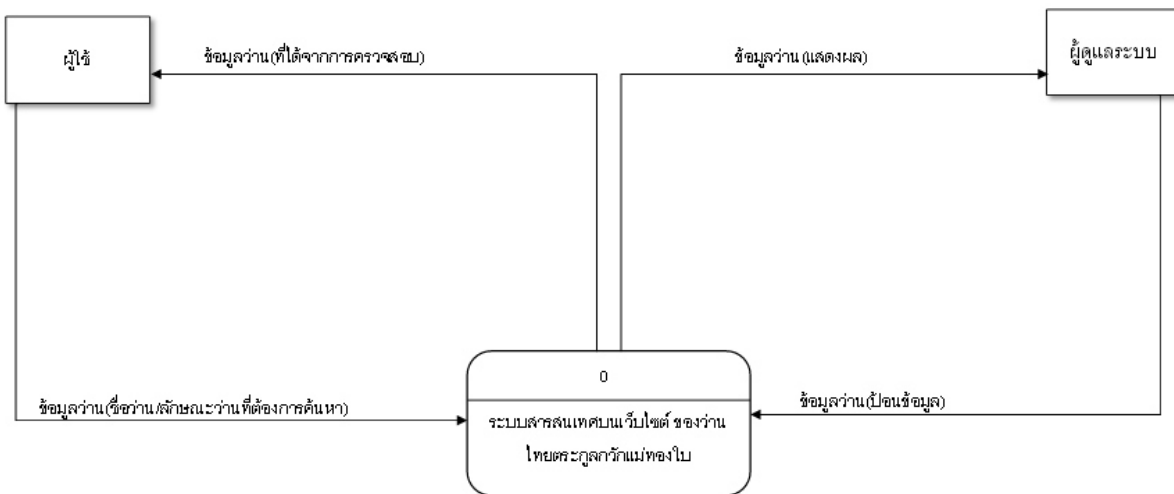 ผู้ใช้
ข้อมูลว่าน(ที่ได้จากการตรวจสอบ)
ข้อมูลว่าน(แสดงผล)
ผู้ดูแลระบบ
0
ข้อมูลว่าน(ชื่อว่าน/ลักษณะว่านที่ต้องการค้นหา)
ระบบสารสนเทศบนเว็บไซต์ ของว่าน
ไทยตระกูลกวักแม่ทองใบ
ข้อมูลว่าน(ป้อนข้อมูล)